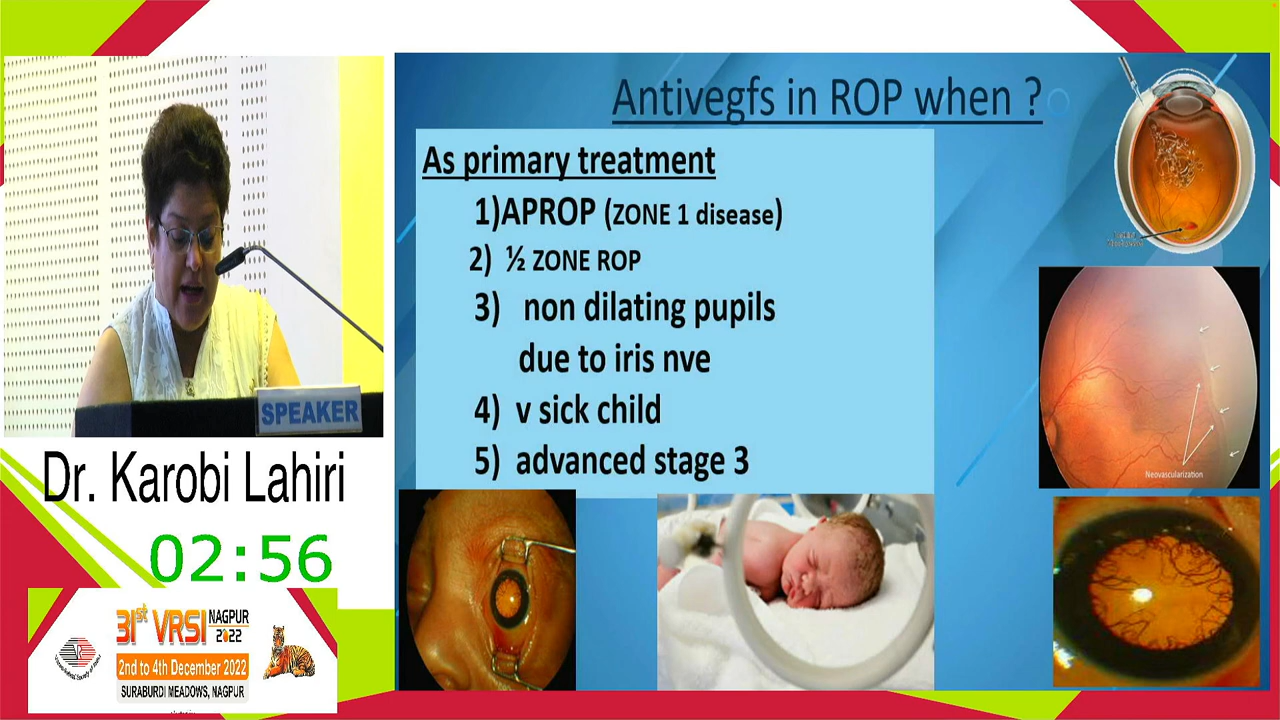 Antivegfs in ROP when ?
As primary treatment
1)APROP (ZONE 1 disease)
2) ½ ZONE ROP
3) non dilating pupils
due to iris nve
4) v sick child
5) advanced stage 3
Neovascularization
SPEAKER
Dr. Karobi Lahiri
02:56
31st VRSI NAGPUR
2022
2nd to 4th December 2022
SURABURDI MEADOWS, NAGPUR